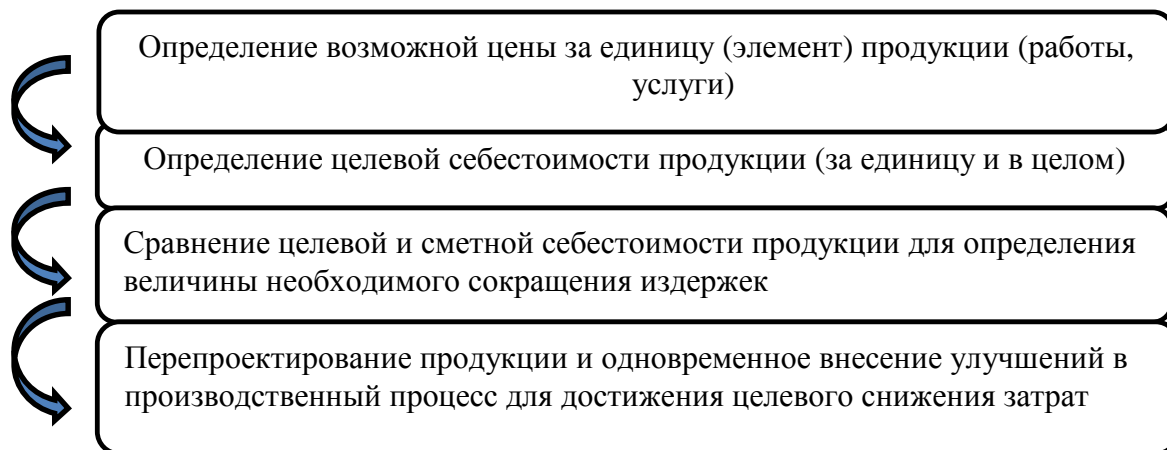 Определение возможной цены за единицу (элемент) продукции (работы,
услуги)
Определение целевой себестоимости продукции (за единицу и в целом)
Сравнение целевой и сметной себестоимости продукции для определения
величины необходимого сокращения издержек
Перепроектирование продукции и одновременное внесение улучшений в
производственный процесс для достижения целевого снижения затрат